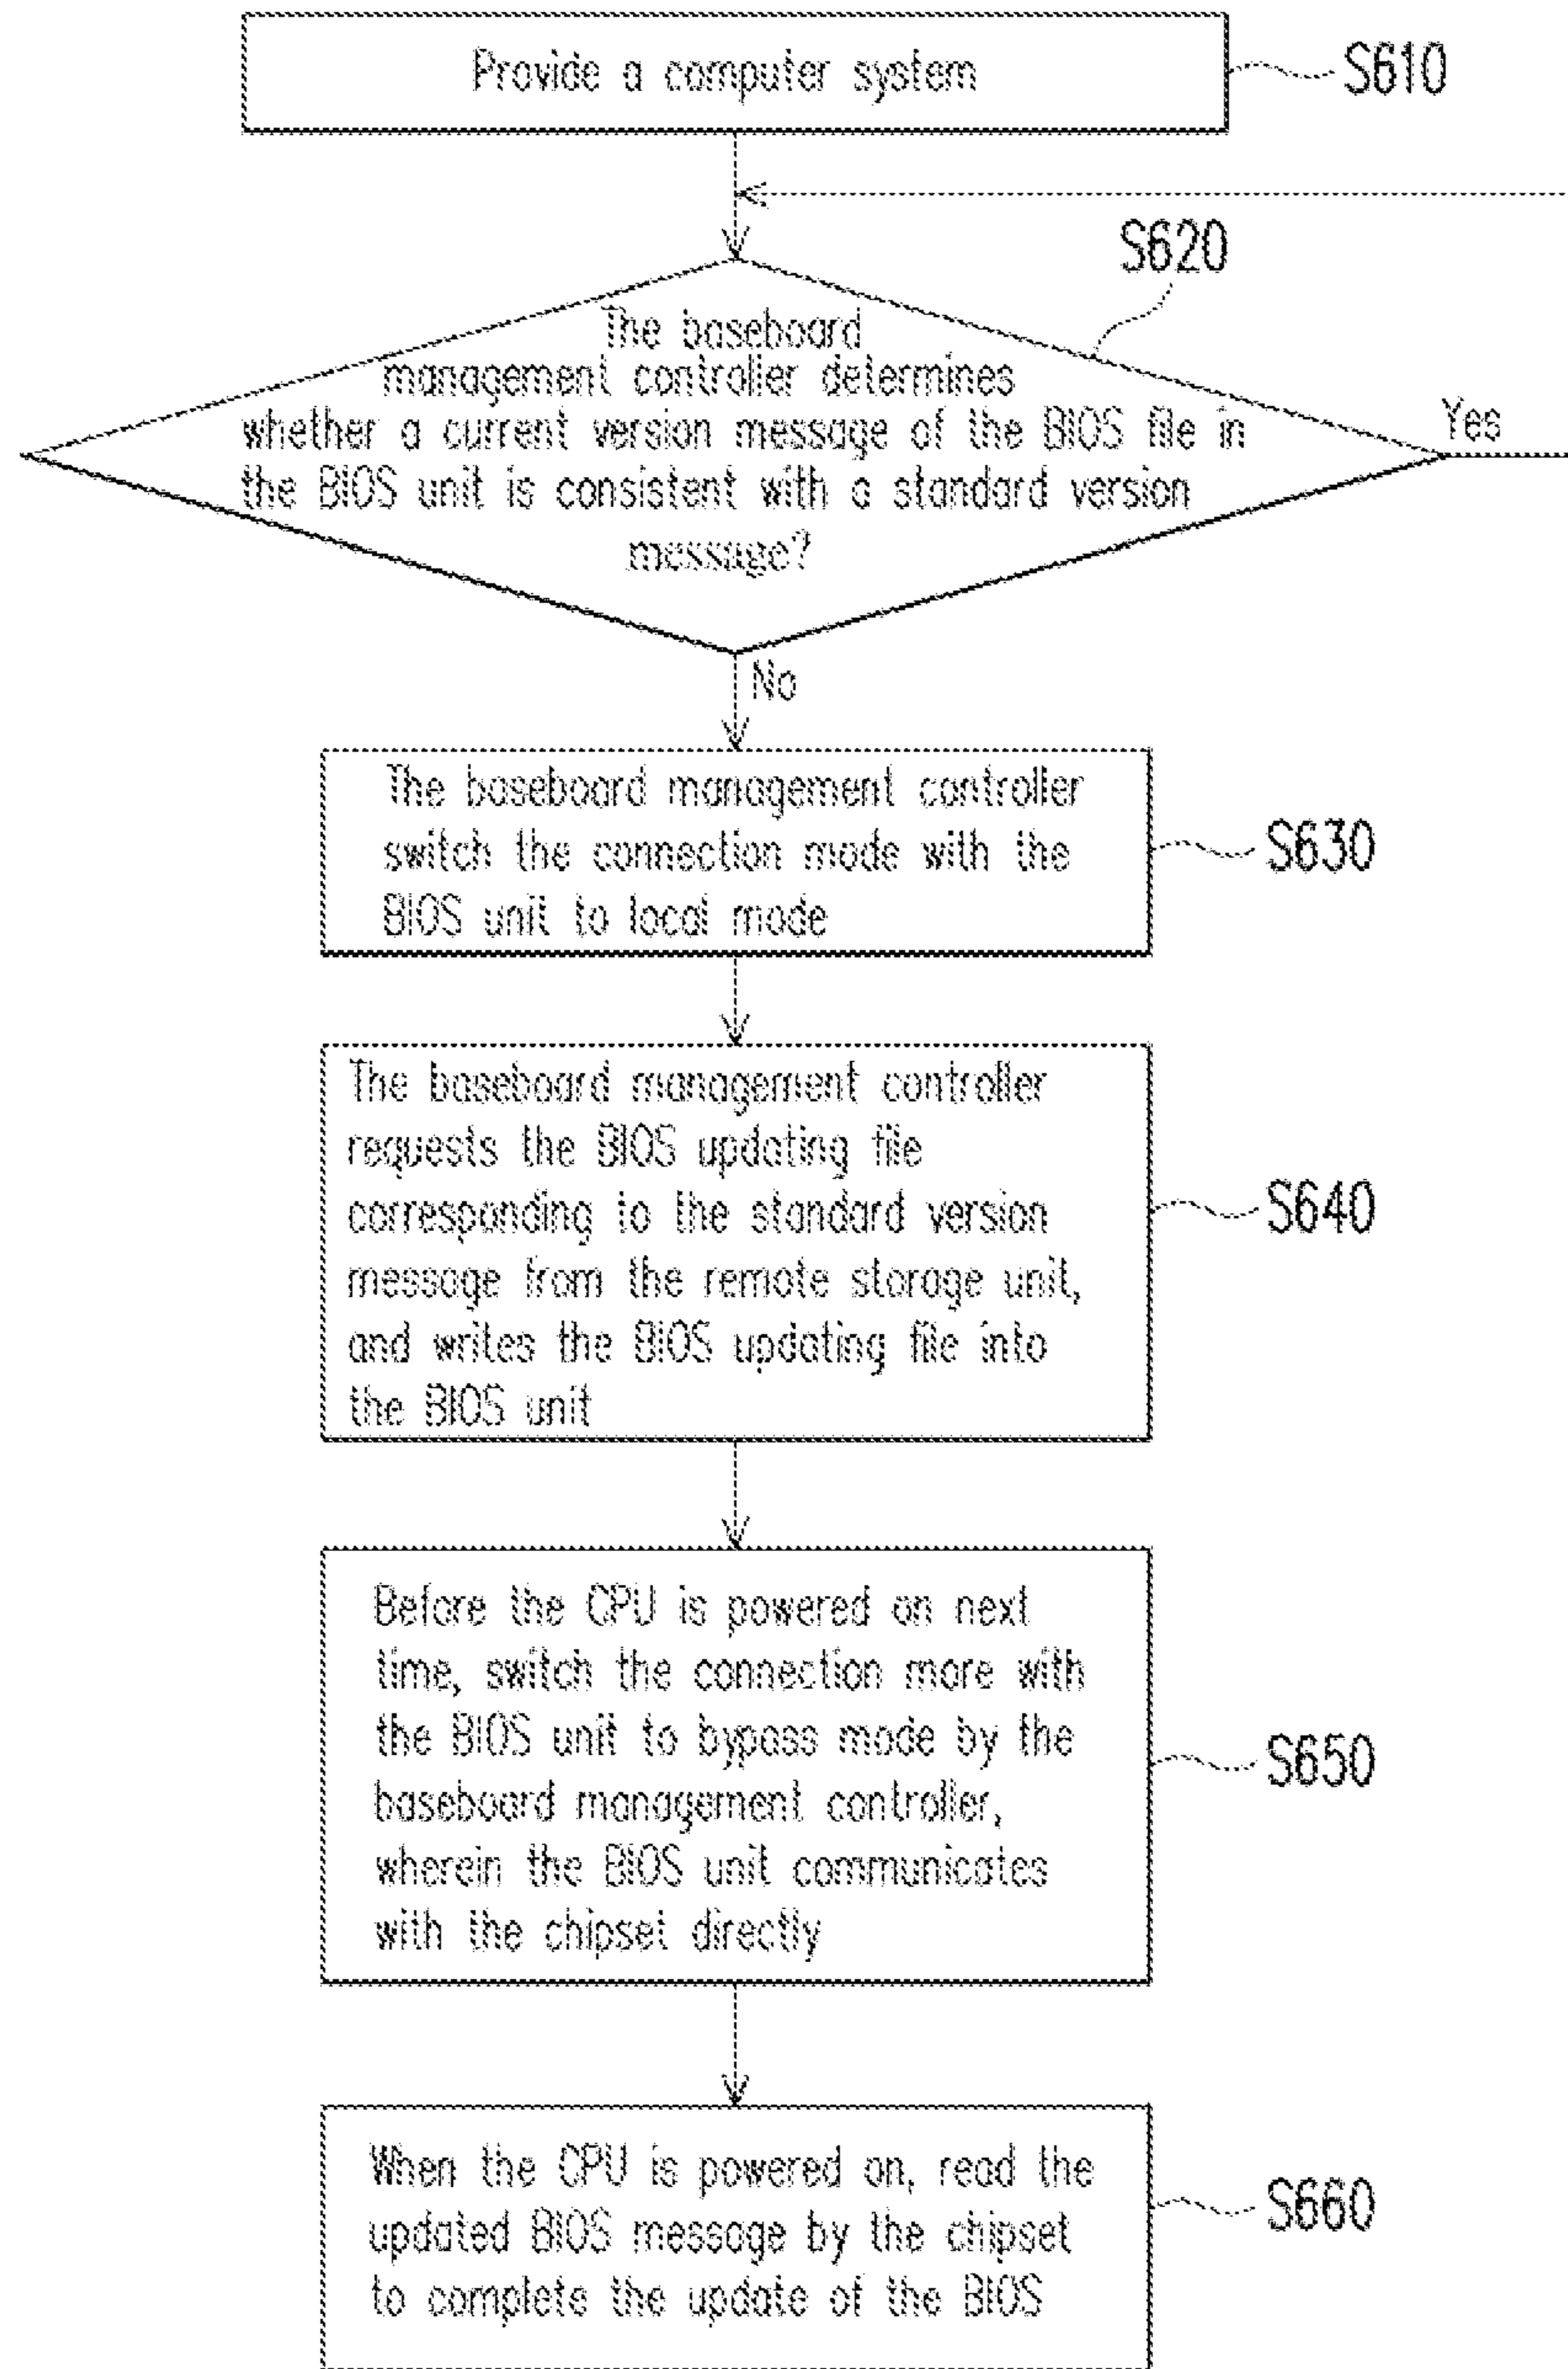 Provide a computer system
S610
S620
The baseboard
management controller determines
whether a current version message of the BIOS file in
the BIOS unit is consistent with a standard version
message?
Yes
No
The baseboard management controller
switch the connection mode with the
BIOS unit to local mode
S630
The baseboard management controller
requests the BIOS updating file
corresponding to the standard version
message from the remote storage unit,
and writes the BIOS updating file into
the BIOS unit
S640
Before the CPU is powered on next
time, switch the connection more with
the BIOS unit to bypass mode by the
baseboard management controller,
wherein the BIOS unit communicates
with the chipset directly
S650
When the CPU is powered on, read the
updated BIOS message by the chipset
to complete the update of the BIOS
S660